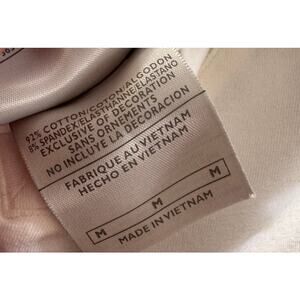 92% COTTON/COTON/ALGODON
8% SPANDEX/ELASTHANNE/ELASTANO
EXCLUSIVE OF DECORATION
SANS ORNEMENTS
NO INCLUYE LA DECORACION
FABRIQUE AU VIETNAM
HECHO EN VIETNAM
M M M
MADE IN VIETNAM